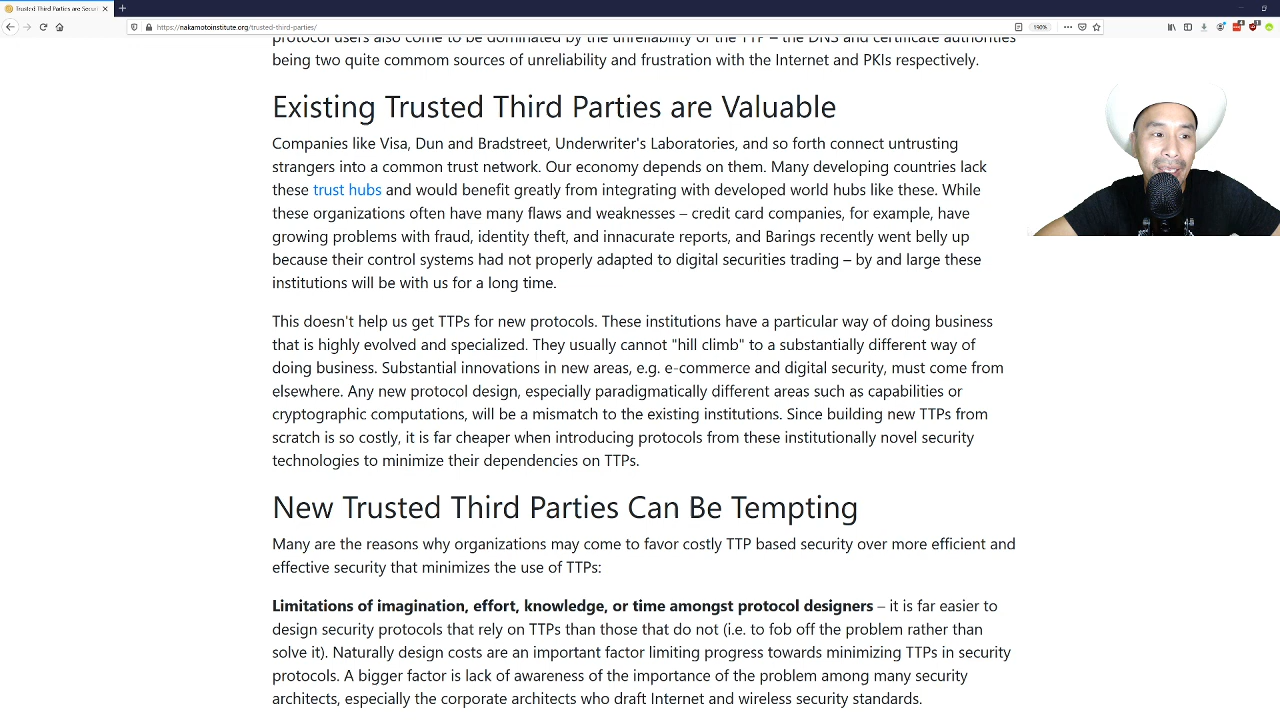 Trusted Third Parties are Securi
https://nakamotoinstitute.org/trusted-third-parties/
190%
protocol users also come to be dominated by the unreliability of the TTP – the DNS and certificate authorities
being two quite commom sources of unreliability and frustration with the Internet and PKIs respectively.
Existing Trusted Third Parties are Valuable
Companies like Visa, Dun and Bradstreet, Underwriter's Laboratories, and so forth connect untrusting
strangers into a common trust network. Our economy depends on them. Many developing countries lack
these trust hubs and would benefit greatly from integrating with developed world hubs like these. While
these organizations often have many flaws and weaknesses – credit card companies, for example, have
growing problems with fraud, identity theft, and innacurate reports, and Barings recently went belly up
because their control systems had not properly adapted to digital securities trading – by and large these
institutions will be with us for a long time.
This doesn't help us get TTPs for new protocols. These institutions have a particular way of doing business
that is highly evolved and specialized. They usually cannot "hill climb" to a substantially different way of
doing business. Substantial innovations in new areas, e.g. e-commerce and digital security, must come from
elsewhere. Any new protocol design, especially paradigmatically different areas such as capabilities or
cryptographic computations, will be a mismatch to the existing institutions. Since building new TTPs from
scratch is so costly, it is far cheaper when introducing protocols from these institutionally novel security
technologies to minimize their dependencies on TTPs.
New Trusted Third Parties Can Be Tempting
Many are the reasons why organizations may come to favor costly TTP based security over more efficient and
effective security that minimizes the use of TTPs:
Limitations of imagination, effort, knowledge, or time amongst protocol designers – it is far easier to
design security protocols that rely on TTPs than those that do not (i.e. to fob off the problem rather than
solve it). Naturally design costs are an important factor limiting progress towards minimizing TTPs in security
protocols. A bigger factor is lack of awareness of the importance of the problem among many security
architects, especially the corporate architects who draft Internet and wireless security standards.